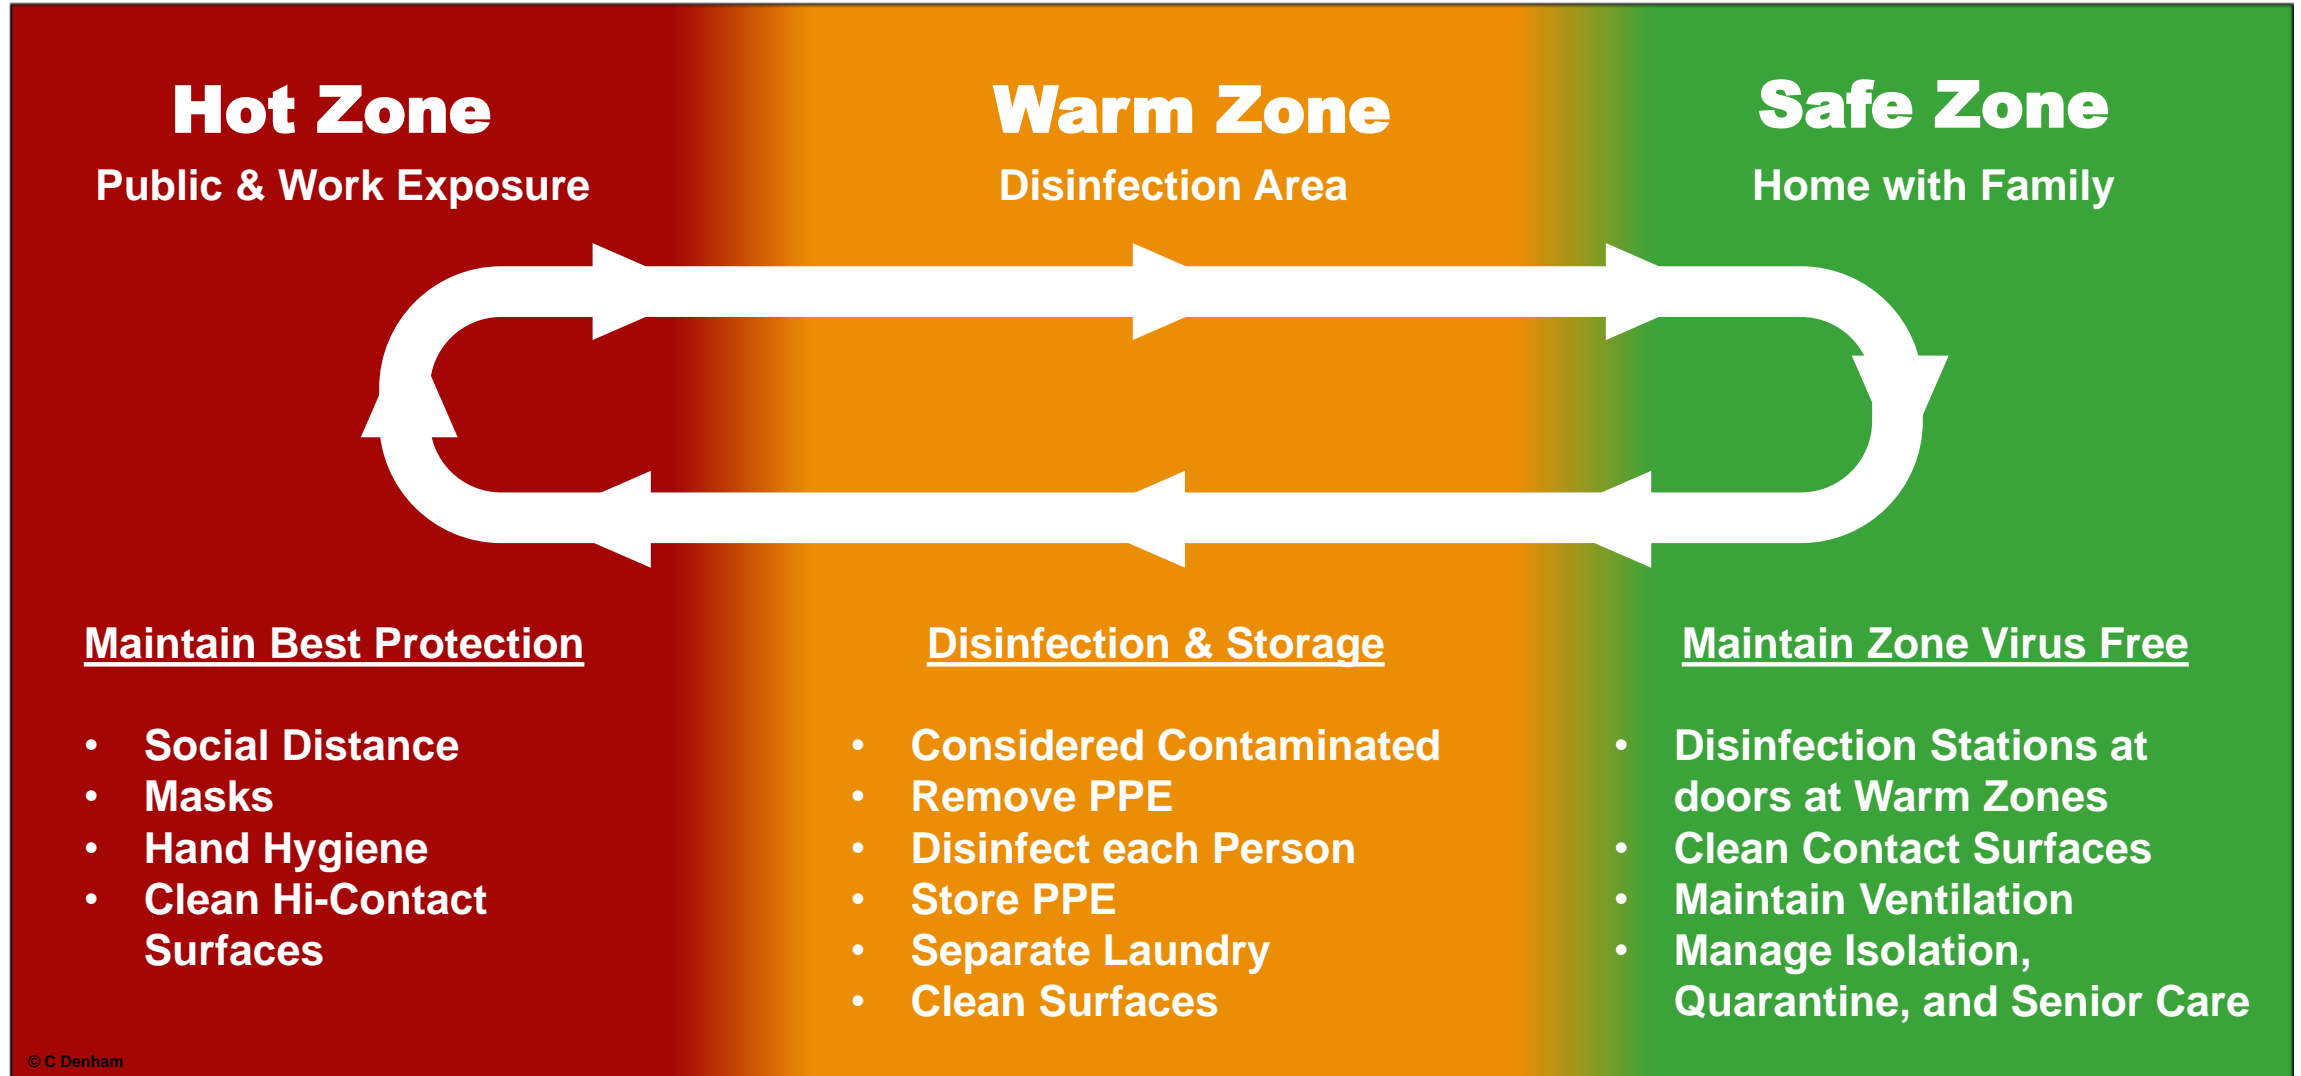 Hot Zone
Public & Work Exposure
Warm Zone
Disinfection Area
Safe Zone
Home with Family
Maintain Best Protection
• Social Distance
• Masks
• Hand Hygiene
• Clean Hi-Contact
Surfaces
Disinfection & Storage
• Considered Contaminated
• Remove PPE
• Disinfect each Person
• Store PPE
• Separate Laundry
• Clean Surfaces
Maintain Zone Virus Free
• Disinfection Stations at
doors at Warm Zones
• Clean Contact Surfaces
• Maintain Ventilation
• Manage Isolation,
Quarantine, and Senior Care
© C Denham